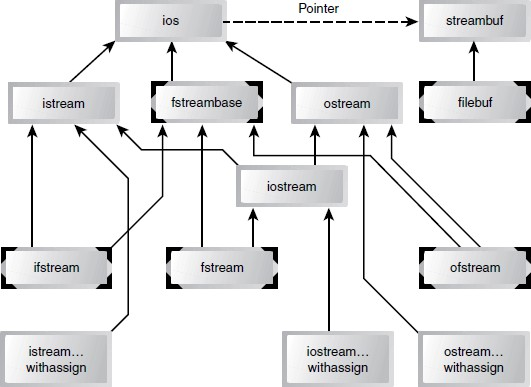 ios
Pointer
streambuf
istream
fstreambase
ostream
filebuf
iostream
ifstream
fstream
ofstream
istream…
withassign
iostream…
withassign
ostream…
withassign